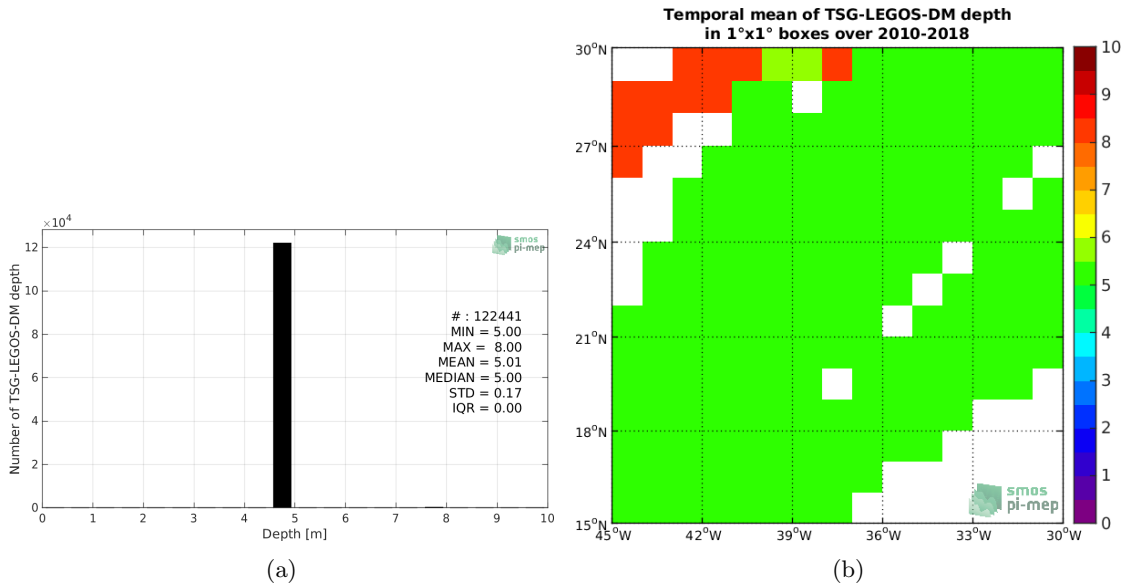 ×10⁴
12
10
8
6
4
2
0
Number of TSG-LEGOS-DM depth
smos
pi-mep
# : 122441
MIN = 5.00
MAX = 8.00
MEAN = 5.01
MEDIAN = 5.00
STD = 0.17
IQR = 0.00
0 1 2 3 4 5 6 7 8 9 10
Depth [m]
(a)
Temporal mean of TSG-LEGOS-DM depth
in 1°x1° boxes over 2010-2018
30°N
27°N
24°N
21°N
18°N
15°N
45°W 42°W 39°W 36°W 33°W 30°W
smos
pi-mep
10
9
8
7
6
5
4
3
2
1
0
(b)